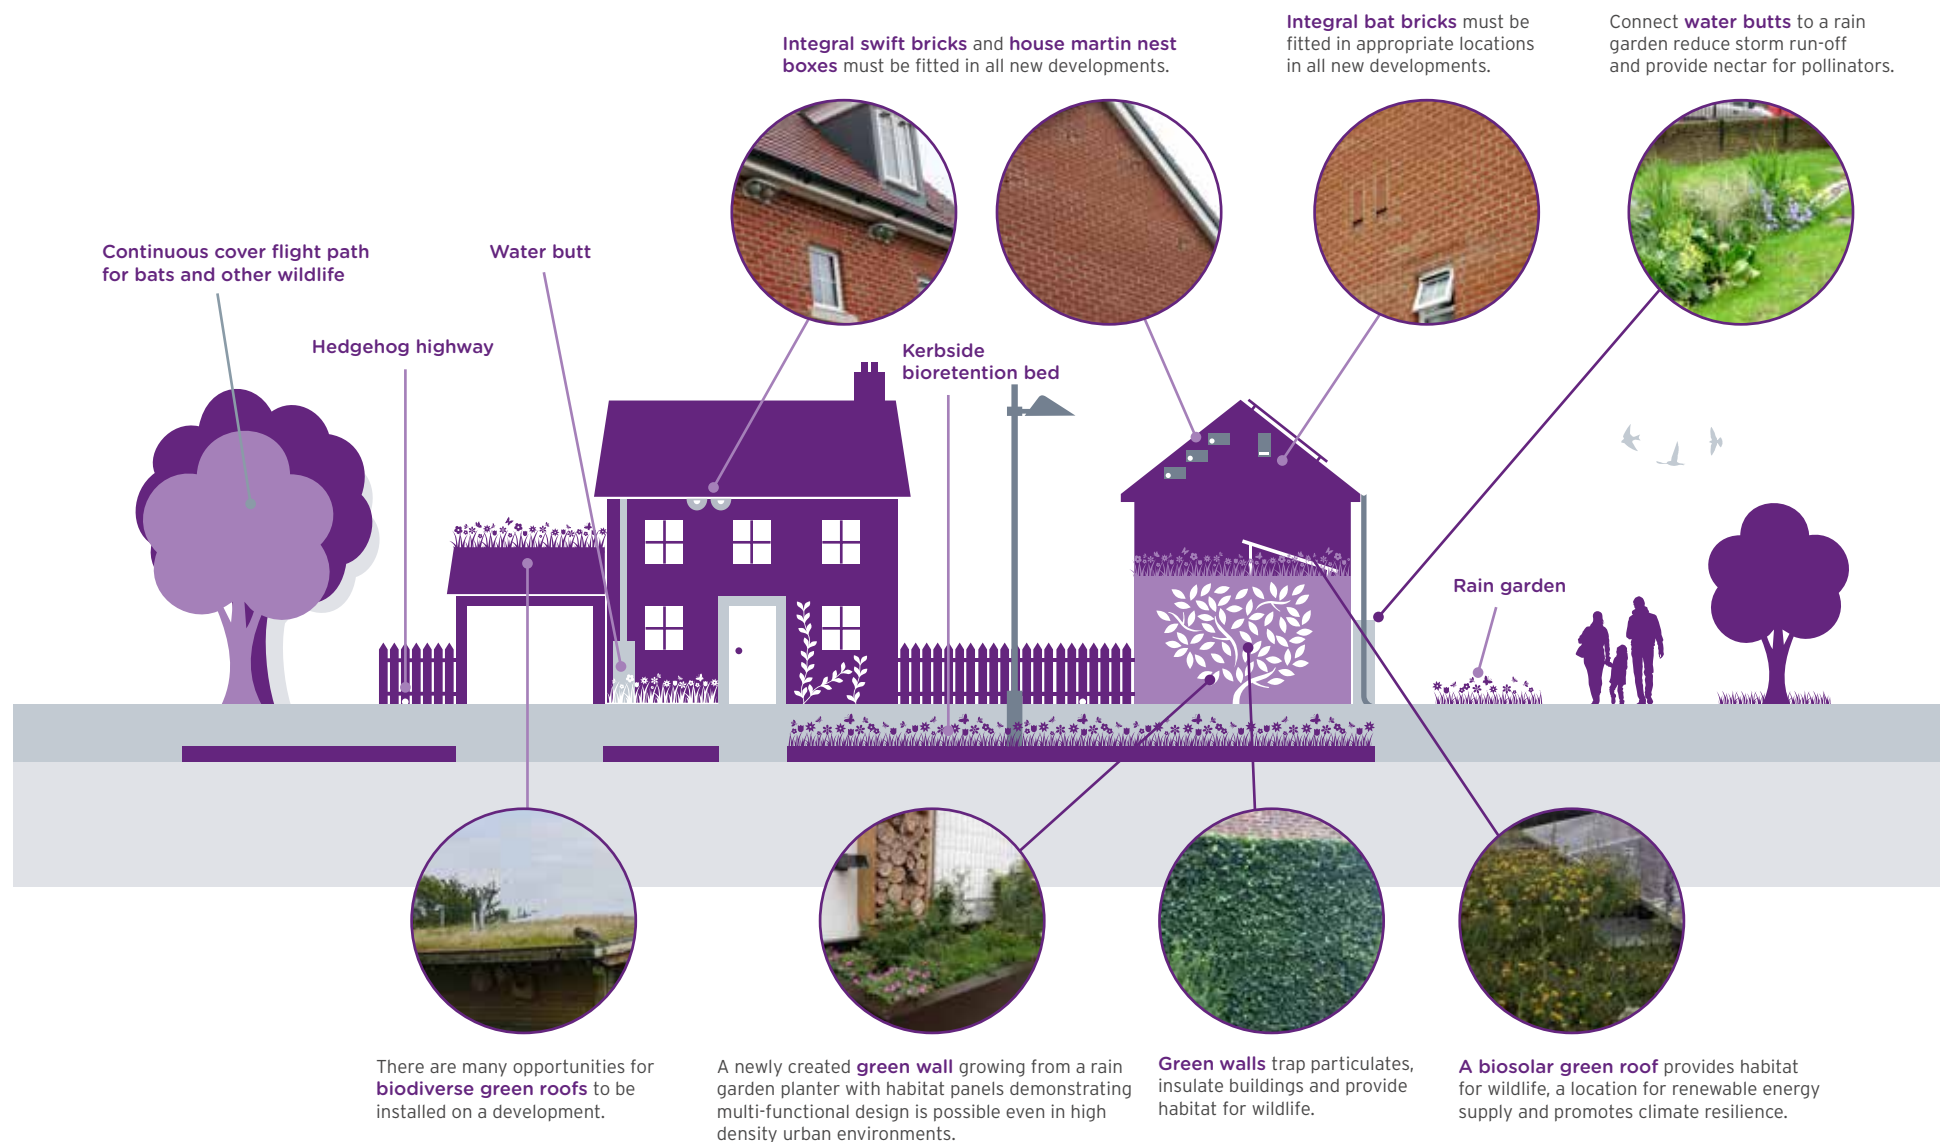 Integral swift bricks and house martin nest
boxes must be fitted in all new developments.
Integral bat bricks must be
fitted in appropriate locations
in all new developments.
Connect water butts to a rain
garden reduce storm run-off
and provide nectar for pollinators.
Continuous cover flight path
for bats and other wildlife
Water butt
Hedgehog highway
Kerbside
bioretention bed
Rain garden
There are many opportunities for
biodiverse green roofs to be
installed on a development.
A newly created green wall growing from a rain
garden planter with habitat panels demonstrating
multi-functional design is possible even in high
density urban environments.
Green walls trap particulates,
insulate buildings and provide
habitat for wildlife.
A biosolar green roof provides habitat
for wildlife, a location for renewable energy
supply and promotes climate resilience.